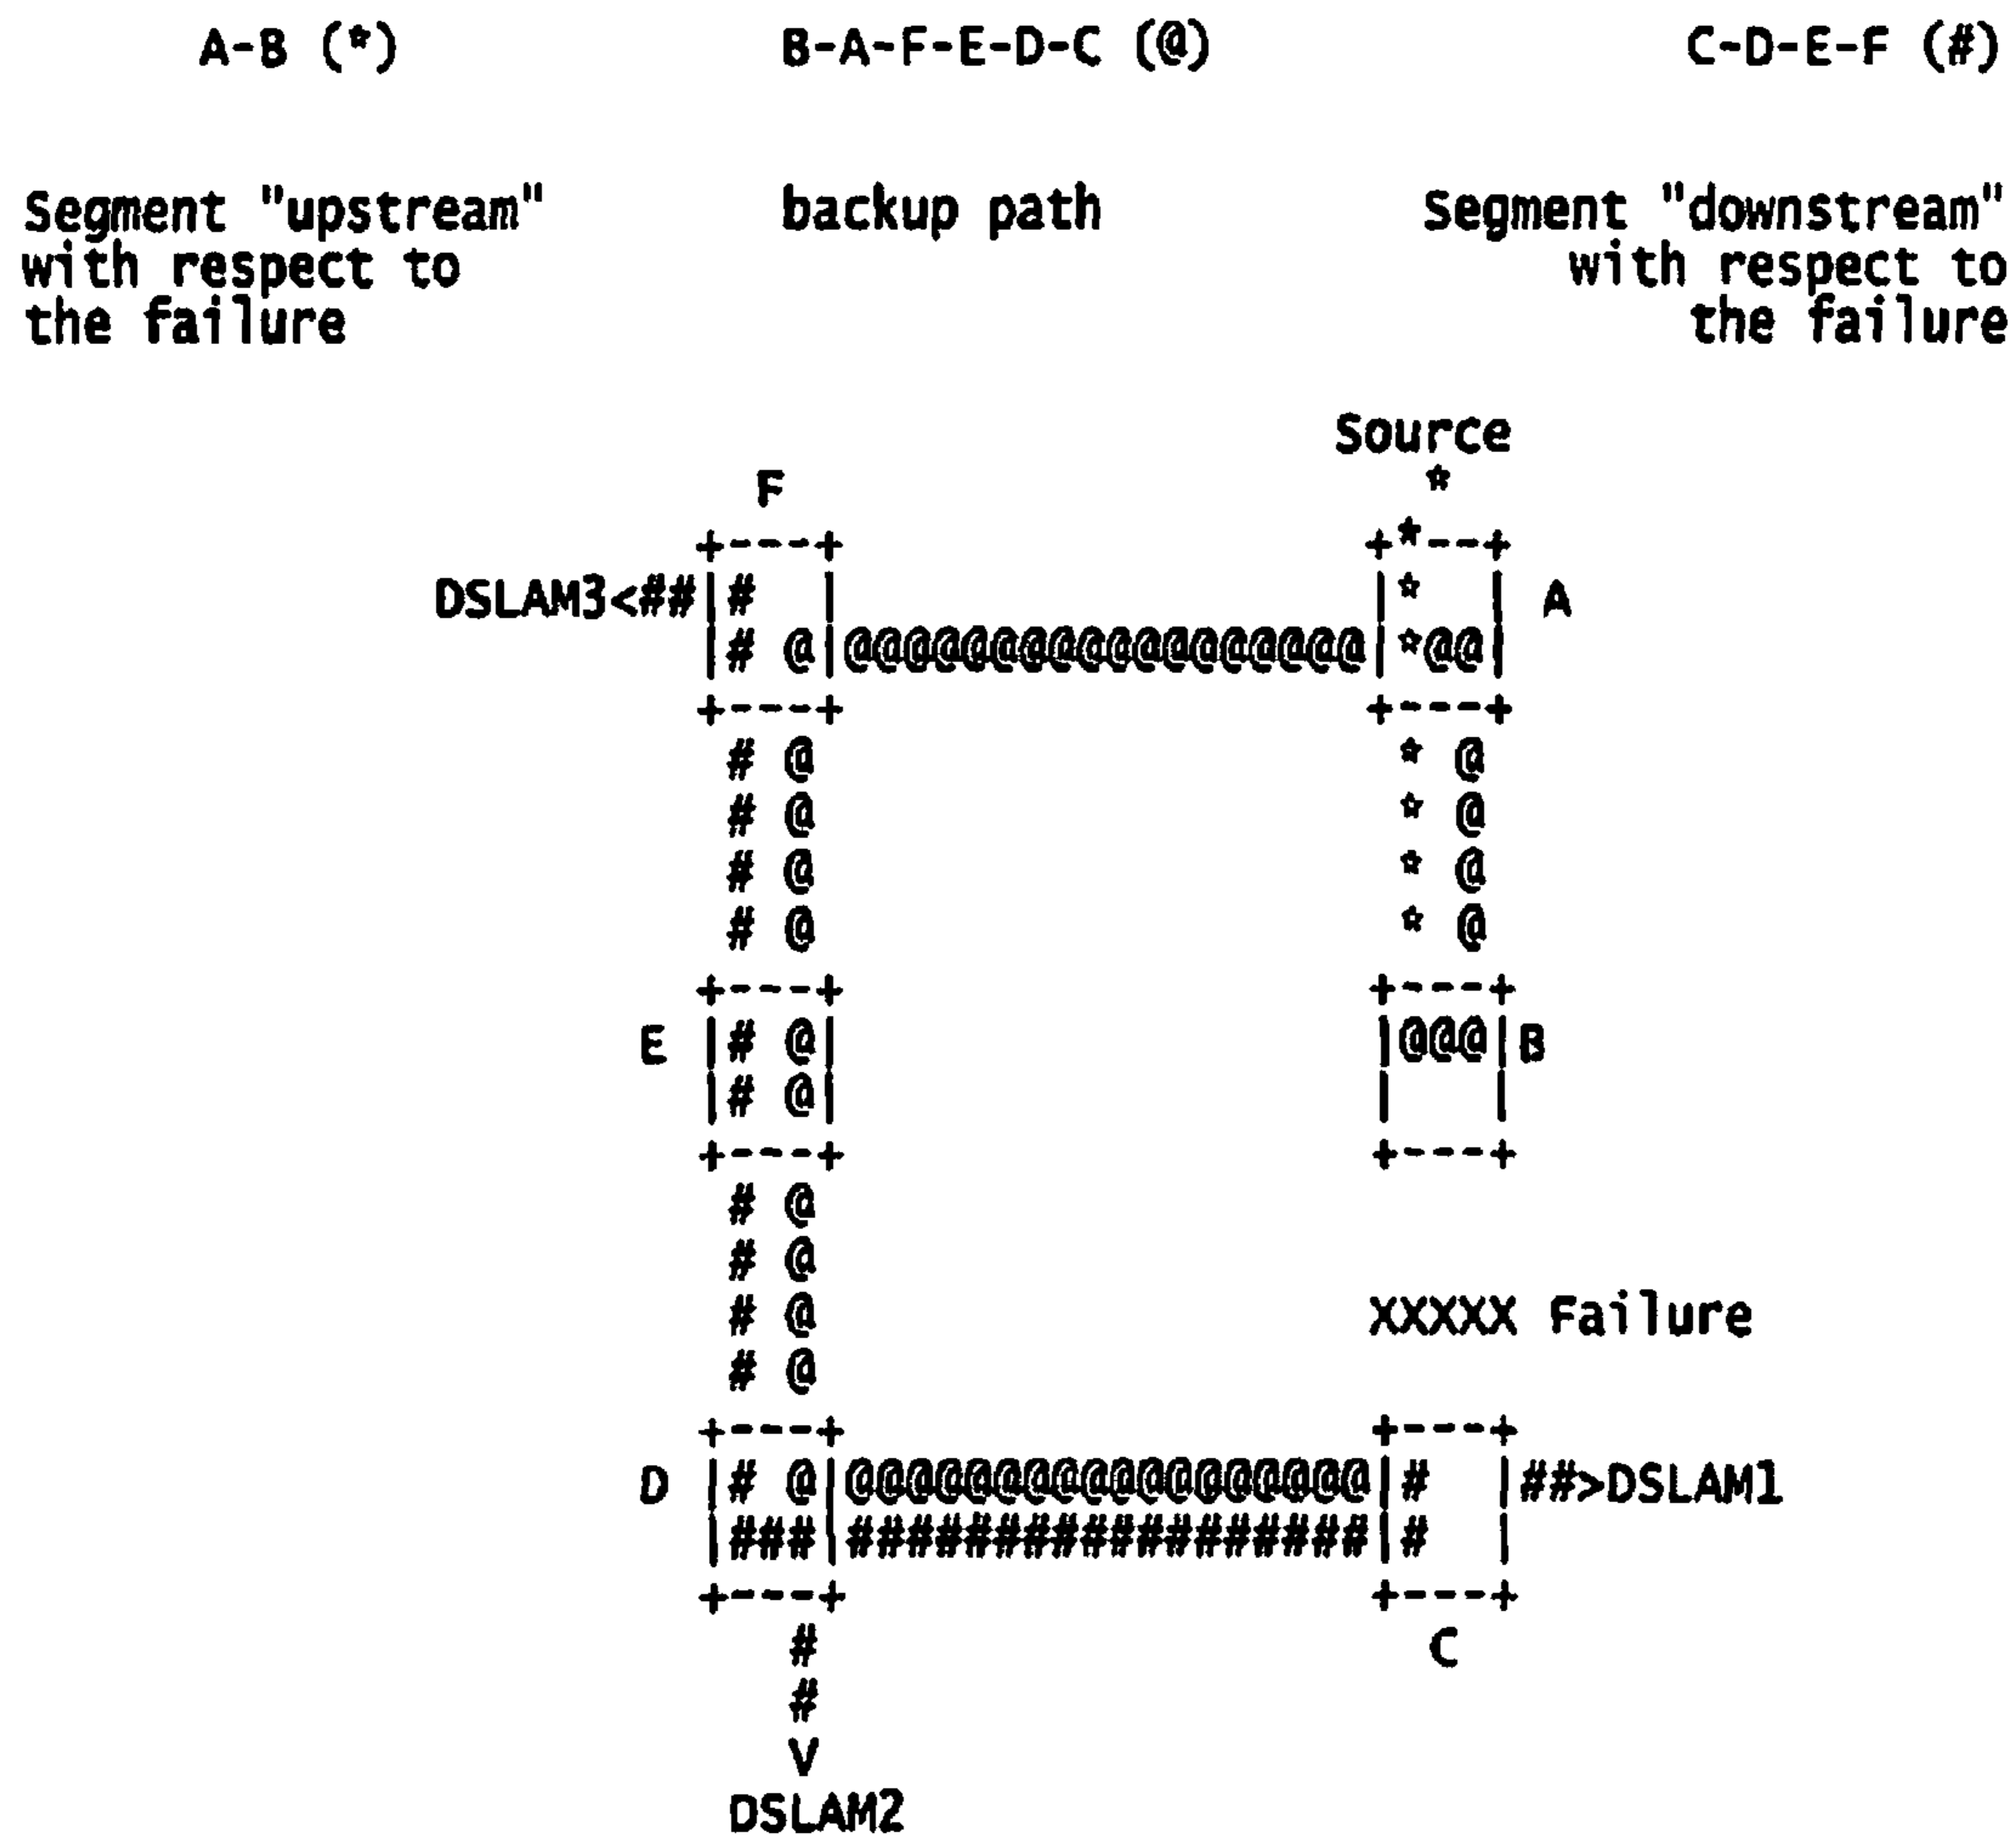 A-B (*)                          B-A-F-E-D-C (@)                                C-D-E-F (#)
Segment "upstream"        backup path           Segment "downstream"
with respect to                                      with respect to
the failure                                              the failure
                                             Source
                         F                      *
                       +---+                  +*--+
              DSLAM3<##|#  |                  |*  | A
                       |# @|@@@@@@@@@@@@@@@@@@|*@@|
                       +---+                  +---+
                        # @                    * @
                        # @                    * @
                        # @                    * @
                        # @                    * @
                       +---+                  +---+
                     E |# @|                  |@@@|B
                       |# @|                  |   |
                       +---+                  +---+
                        # @
                        # @
                        # @                   XXXXX Failure
                        # @
                       +---+                  +---+
                     D |# @|@@@@@@@@@@@@@@@@@@|#  |##>DSLAM1
                       |###|##################|#  |
                       +---+                  +---+
                          #                     C
                          #
                          V
                        DSLAM2